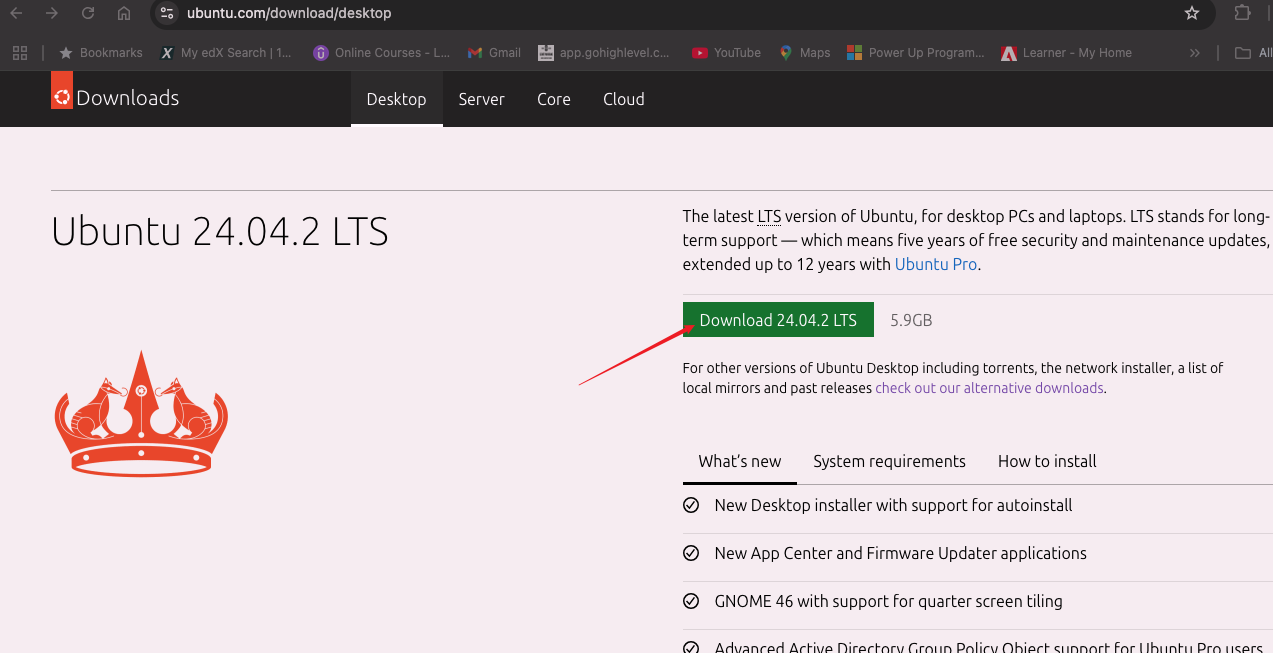 ubuntu.com/download/desktop
Bookmarks
My edX Search | 1...
Online Courses - L...
Gmail
app.gohighlevel.c...
YouTube
Maps
Power Up Program...
Learner - My Home
All
Downloads
Desktop
Server
Core
Cloud
Ubuntu 24.04.2 LTS
The latest LTS version of Ubuntu, for desktop PCs and laptops. LTS stands for long-
term support — which means five years of free security and maintenance updates,
extended up to 12 years with Ubuntu Pro.
Download 24.04.2 LTS
5.9GB
For other versions of Ubuntu Desktop including torrents, the network installer, a list of
local mirrors and past releases check out our alternative downloads.
What's new
System requirements
How to install
New Desktop installer with support for autoinstall
New App Center and Firmware Updater applications
GNOME 46 with support for quarter screen tiling
Advanced Active Directory Group Policy Object support for Ubuntu Pro users